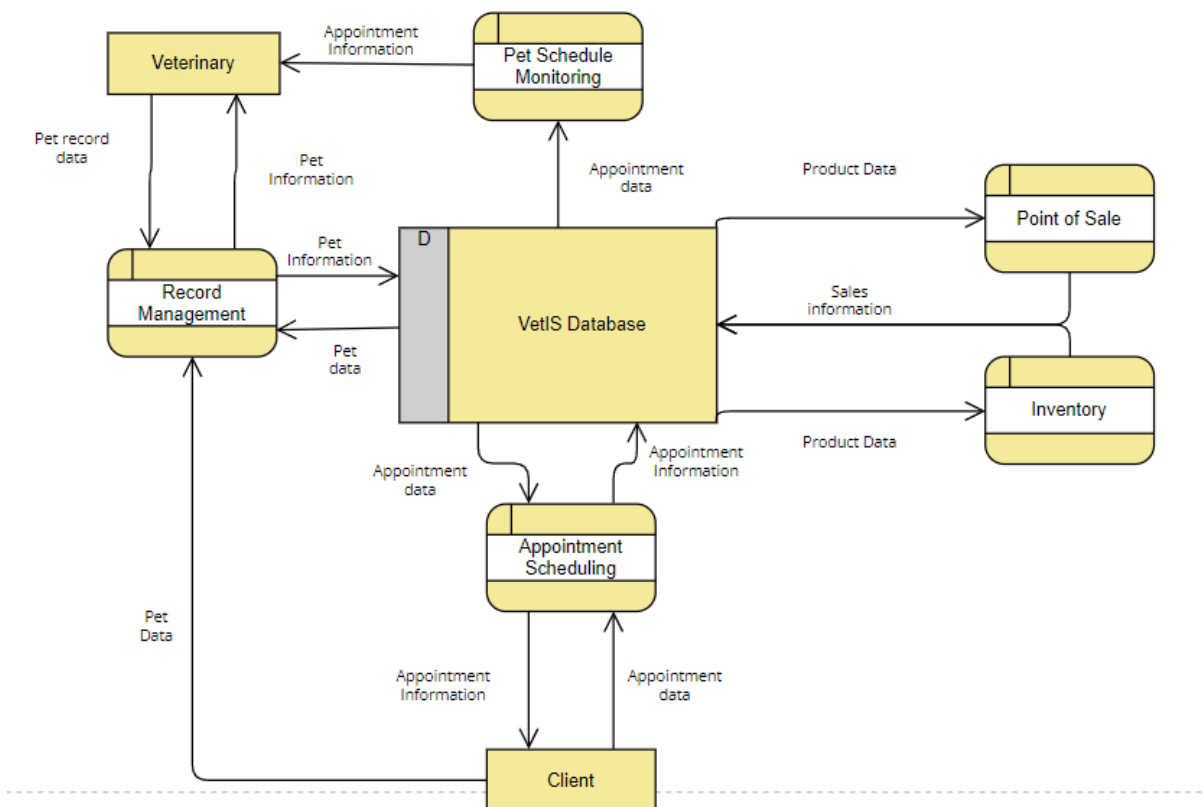 Appointment
Information
Veterinary
Pet Schedule
Monitoring
Pet record
data
Pet
Information
Appointment
data
Product Data
Point of Sale
D
Pet
Information
Record
Management
VetIS Database
Sales
information
Pet
data
Inventory
Product Data
Appointment
data
Appointment
Information
Appointment
Scheduling
Pet
Data
Appointment
Information
Appointment
data
Client